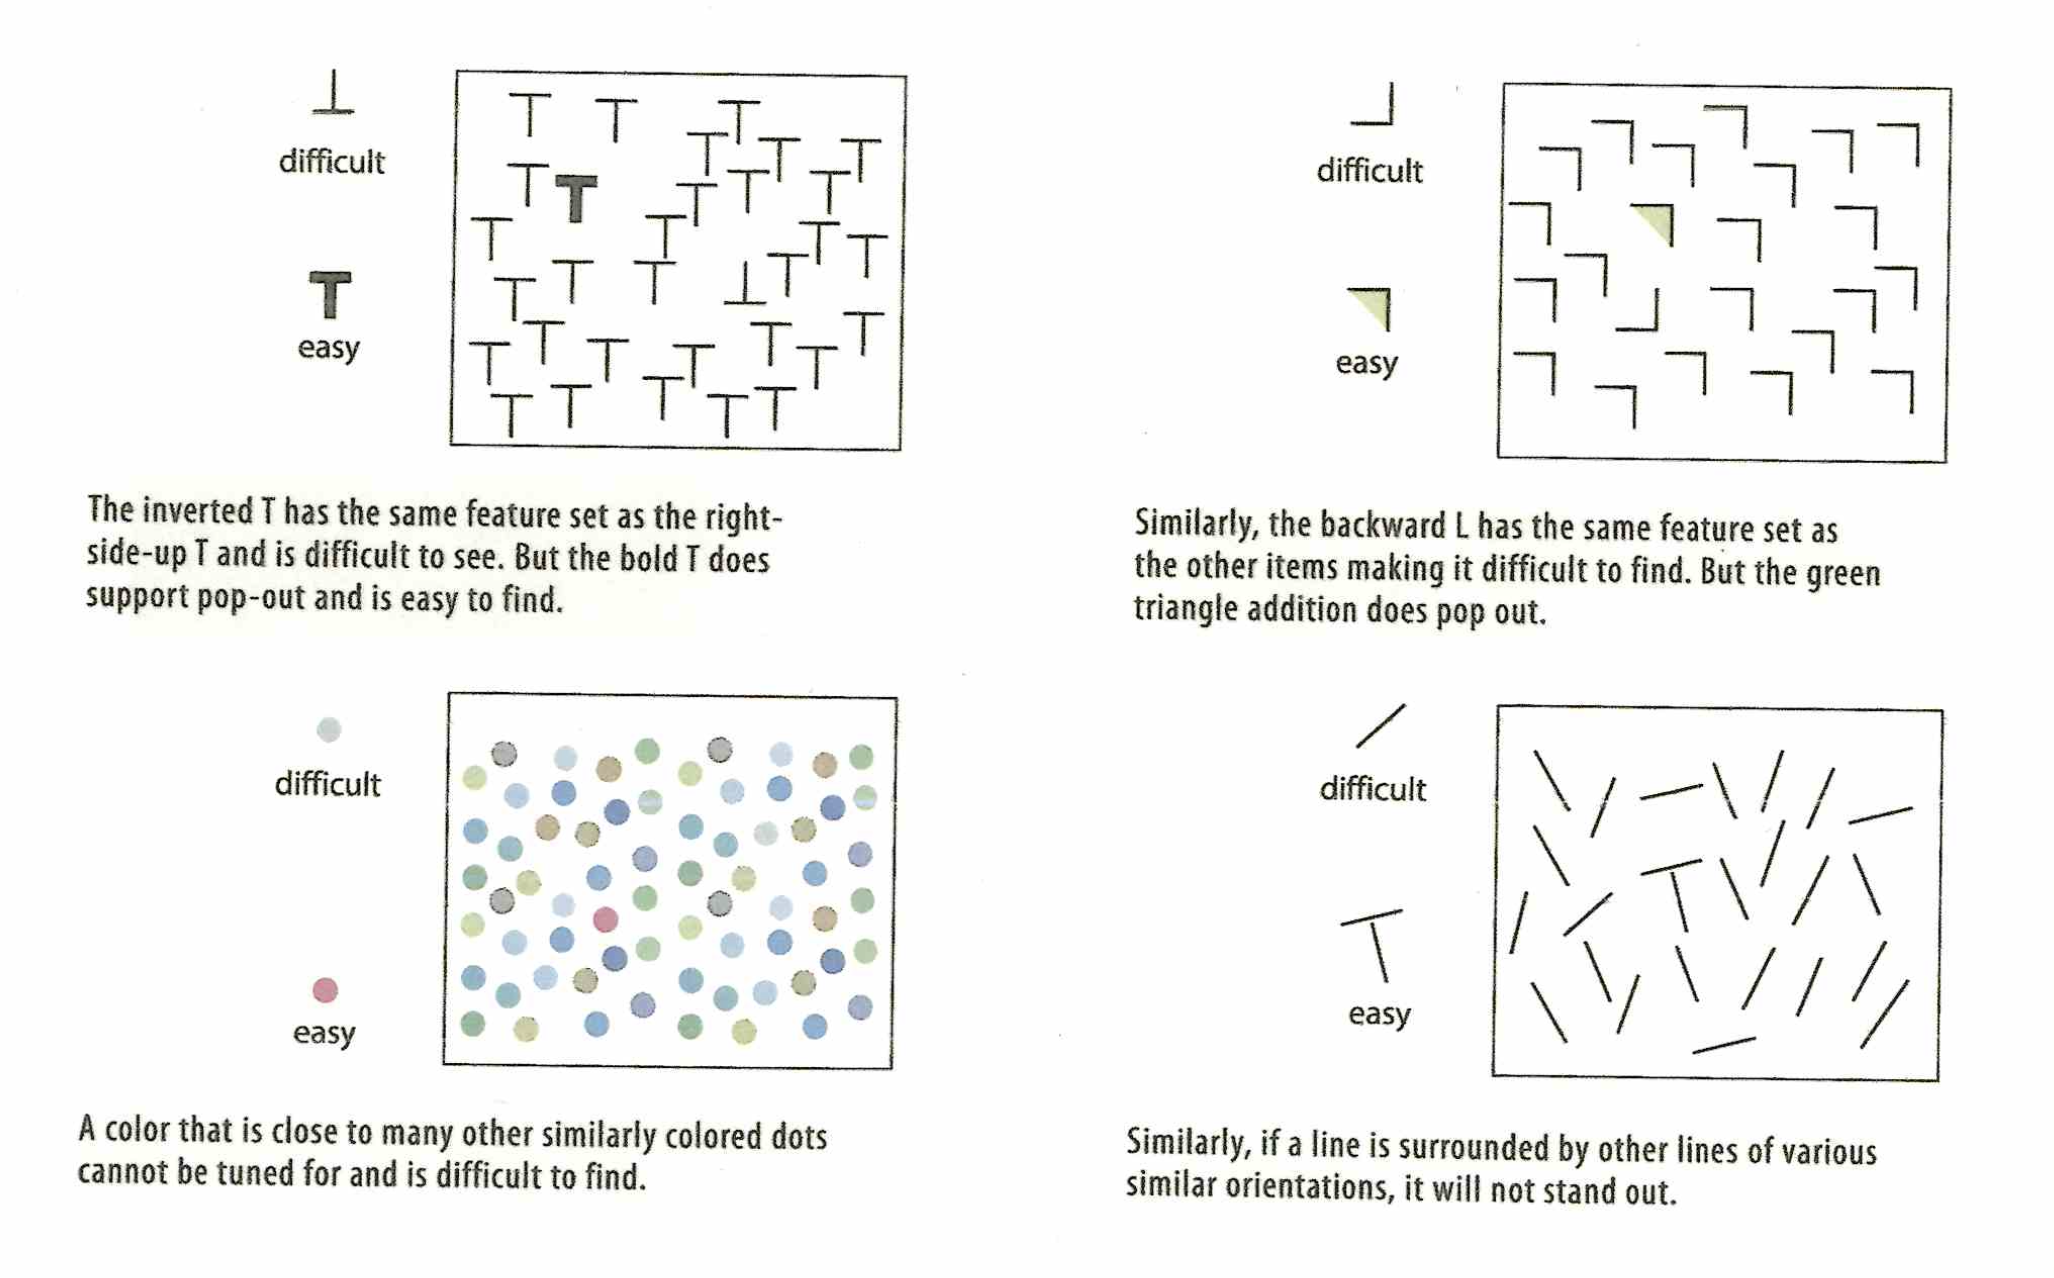 difficult
easy
The inverted T has the same feature set as the right-
side-up T and is difficult to see. But the bold T does
support pop-out and is easy to find.
difficult
easy
Similarly, the backward L has the same feature set as
the other items making it difficult to find. But the green
triangle addition does pop out.
difficult
easy
A color that is close to many other similarly colored dots
cannot be tuned for and is difficult to find.
difficult
easy
Similarly, if a line is surrounded by other lines of various
similar orientations, it will not stand out.